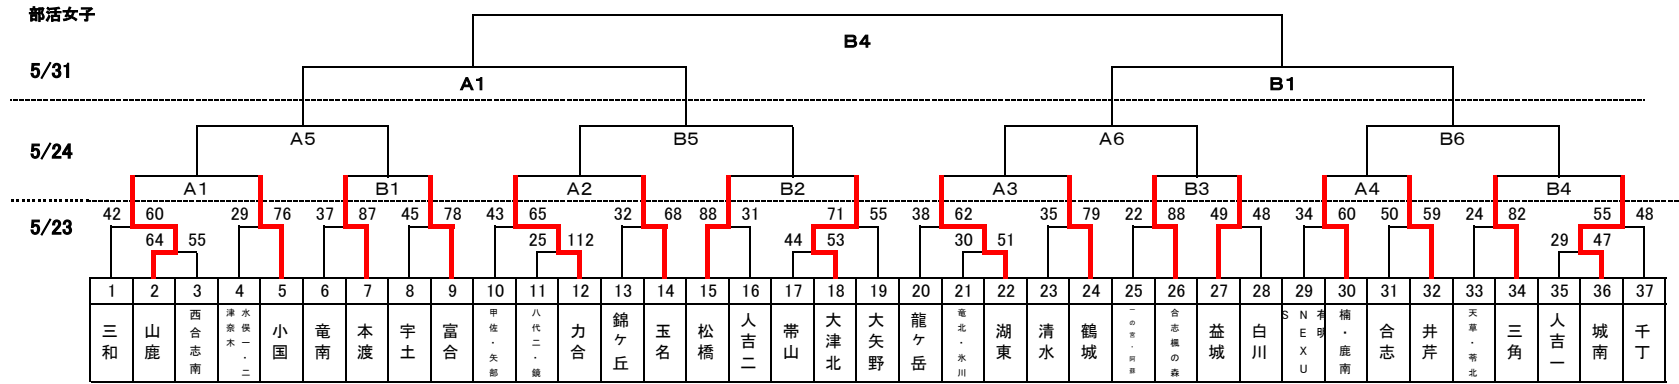 部活女子
B4
5/31
A1 B1
A5 B5 A6 B6
5/24
A1 B1 A2 B2 A3 B3 A4 B4
42 60 29 76 37 87 45 78 43 65 32 68 88 31 71 55 38 62 35 79 22 88 49 48 34 60 50 59 24 82 55 48
5/23
64 55 25 112 44 53 30 51 29 47
1 2 3 4 5 6 7 8 9 10 11 12 13 14 15 16 17 18 19 20 21 22 23 24 25 26 27 28 29 30 31 32 33 34 35 36 37
三和
山鹿
西合志南
水俣一・二
津奈木
小国
竜南
本渡
宇土
富合
甲佐・矢部
八代二・鏡
力合
錦ヶ丘
玉名
松橋
人吉二
帯山
大津北
大矢野
龍ヶ岳
竜北・氷川
湖東
清水
鶴城
一の宮・阿蘇
合志楓の森
益城
白川
有明
NEXUS
楠・鹿南
合志
井芹
天草・苓北
三角
人吉一
城南
千丁